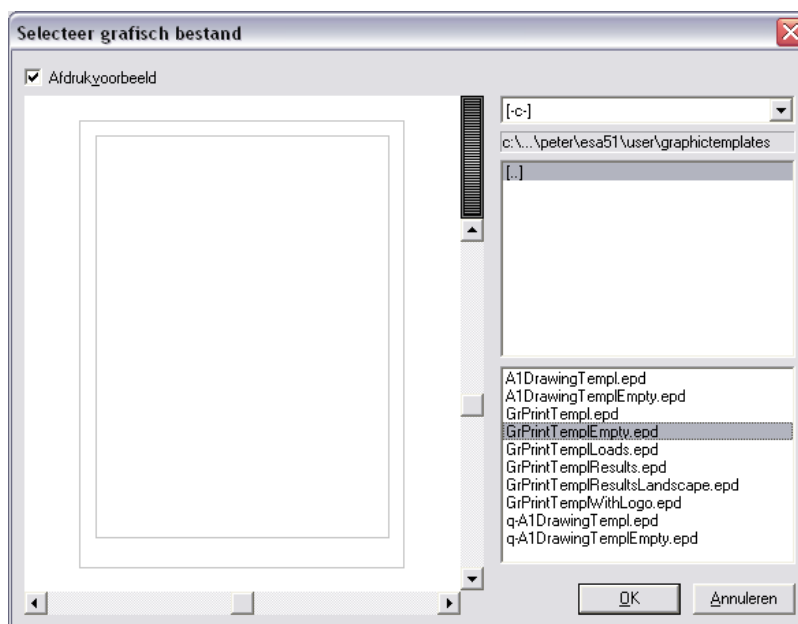 Selecteer grafisch bestand
Afdrukvoorbeeld
[-c-]
c:\...\peter\esa51\user\graphictemplates
[..]
A1DrawingTempl.epd
A1DrawingTemplEmpty.epd
GrPrintTempl.epd
GrPrintTemplEmpty.epd
GrPrintTemplLoads.epd
GrPrintTemplResults.epd
GrPrintTemplResultsLandscape.epd
GrPrintTemplWithLogo.epd
q-A1DrawingTempl.epd
q-A1DrawingTemplEmpty.epd
OK
Annuleren